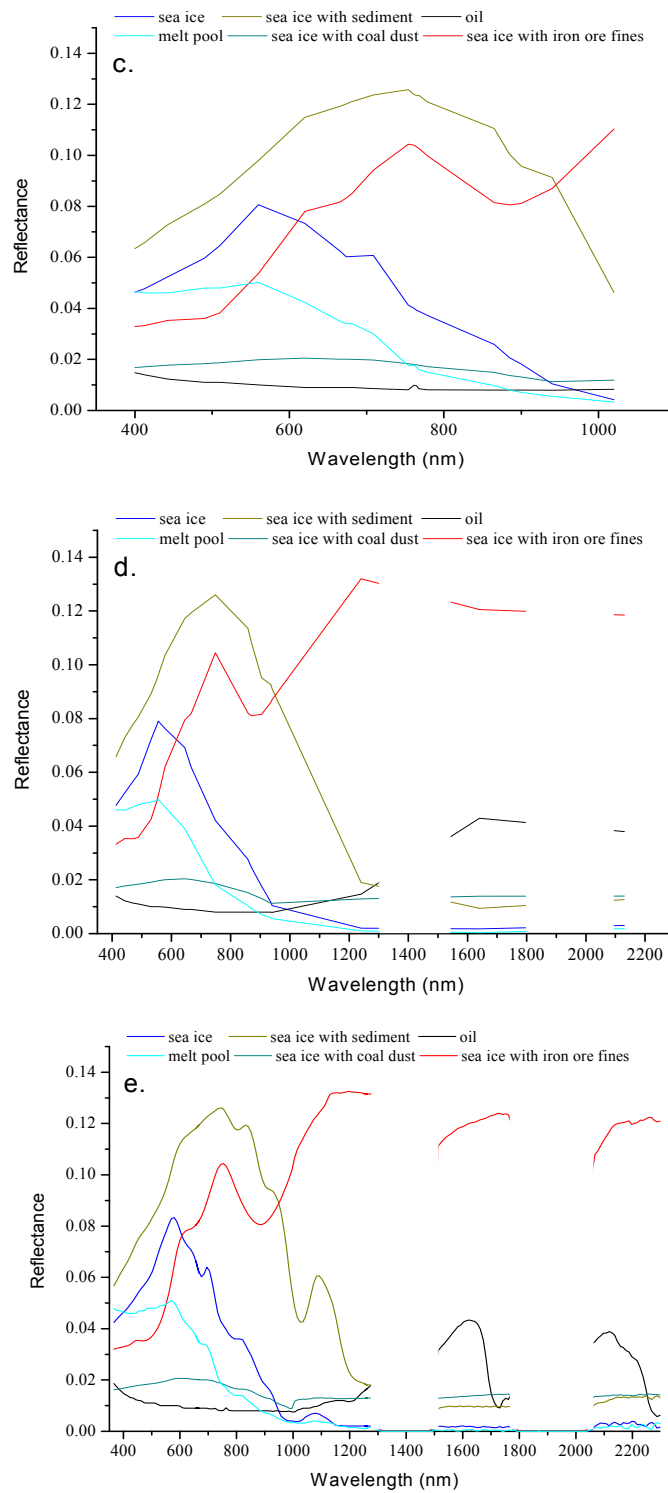 sea ice sea ice with sediment oil
melt pool sea ice with coal dust sea ice with iron ore fines
c.
0.14
0.12
0.10
0.08
0.06
0.04
0.02
0.00
Reflectance
400 600 800 1000
Wavelength (nm)
sea ice sea ice with sediment oil
melt pool sea ice with coal dust sea ice with iron ore fines
d.
0.14
0.12
0.10
0.08
0.06
0.04
0.02
0.00
Reflectance
400 600 800 1000 1200 1400 1600 1800 2000 2200
Wavelength (nm)
sea ice sea ice with sediment oil
melt pool sea ice with coal dust sea ice with iron ore fines
e.
0.14
0.12
0.10
0.08
0.06
0.04
0.02
0.00
Reflectance
400 600 800 1000 1200 1400 1600 1800 2000 2200
Wavelength (nm)